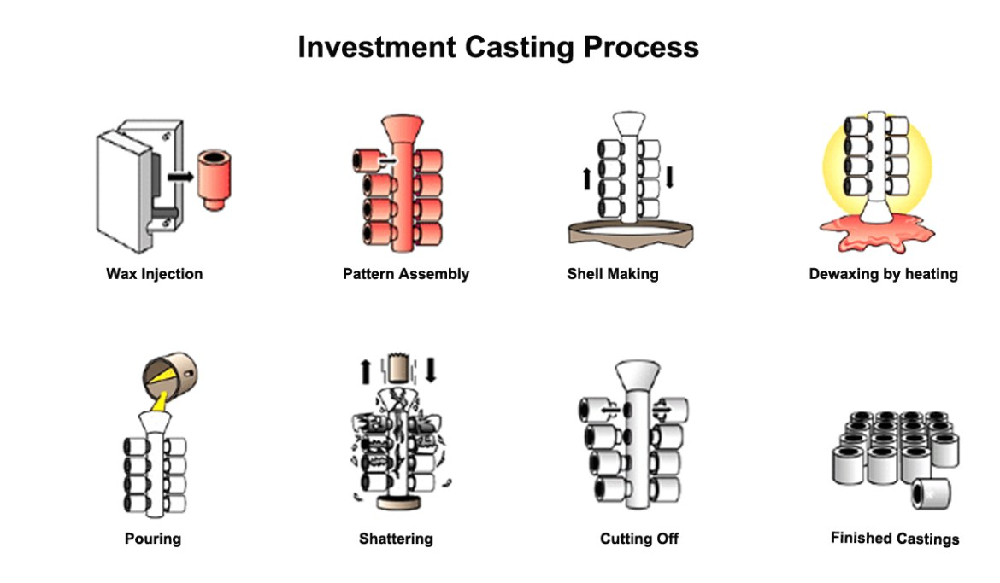 Investment Casting Process
Wax Injection
Pattern Assembly
Shell Making
Dewaxing by heating
Pouring
Shattering
Cutting Off
Finished Castings